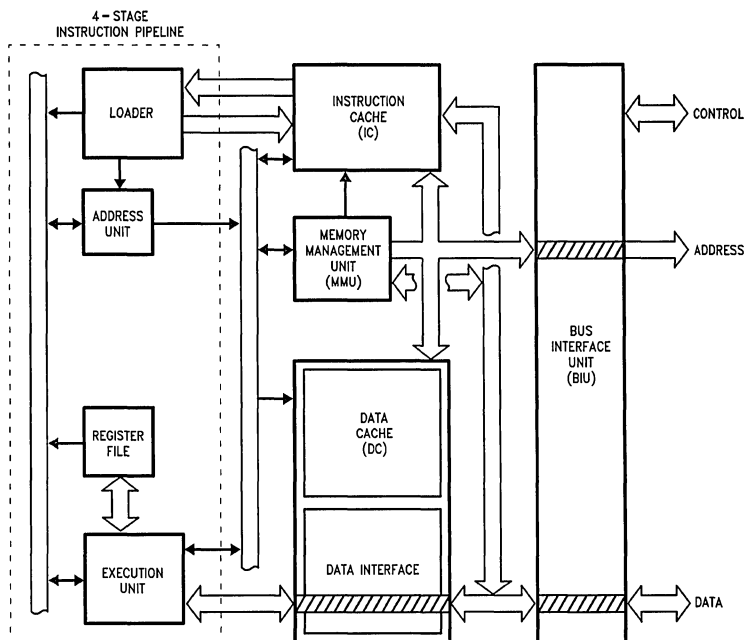 4-STAGE
INSTRUCTION PIPELINE
LOADER
INSTRUCTION
CACHE
(IC)
CONTROL
ADDRESS
UNIT
MEMORY
MANAGEMENT
UNIT
(MMU)
ADDRESS
BUS
INTERFACE
UNIT
(BIU)
REGISTER
FILE
DATA
CACHE
(DC)
EXECUTION
UNIT
DATA INTERFACE
DATA